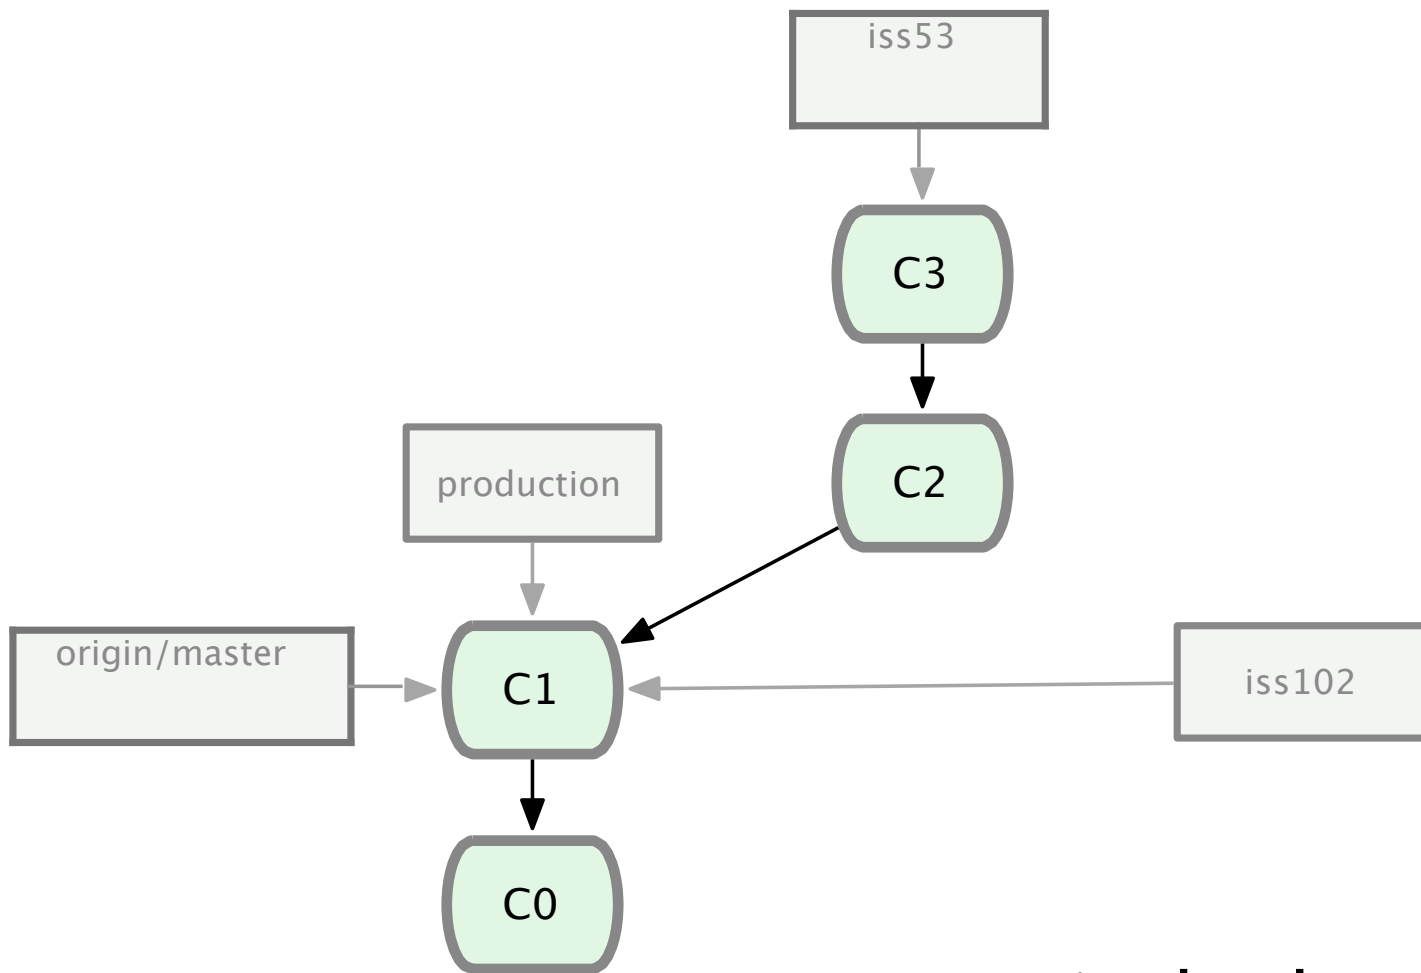 iss53
C3
C2
production
origin/master
C1
iss102
C0